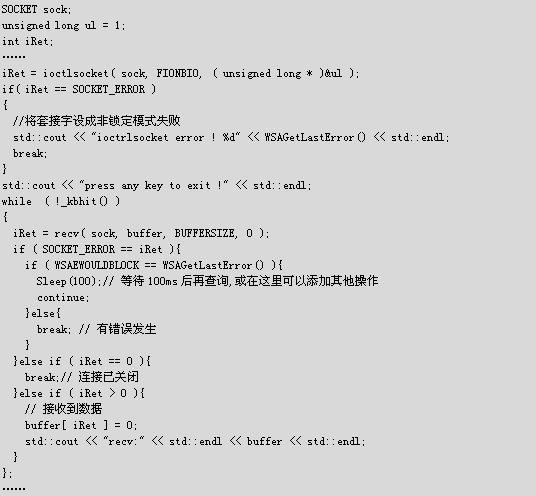 SOCKET sock;
unsigned long ul = 1;
int iRet;
……
iRet = ioctlsocket( sock, FIONBIO, ( unsigned long * )&ul );
if( iRet == SOCKET_ERROR )
{
  //将套接字设成非锁定模式失败
  std::cout << "ioctrlsocket error ! %d" << WSAGetLastError() << std::endl;
  break;
}
std::cout << "press any key to exit !" << std::endl;
while  ( !_kbhit() )
{
  iRet = recv( sock, buffer, BUFFERSIZE, 0 );
  if ( SOCKET_ERROR == iRet ){
    if ( WSAEWOULDBLOCK == WSAGetLastError() ){
      Sleep(100);// 等待100ms后再查询,或在这里可以添加其他操作
      continue;
    }else{
      break; // 有错误发生
    }
  }else if ( iRet == 0 ){
    break;// 连接已关闭
  }else if ( iRet > 0 ){
    // 接收到数据
    buffer[ iRet ] = 0;
    std::cout << "recv:" << std::endl << buffer << std::endl;
  }
};
……